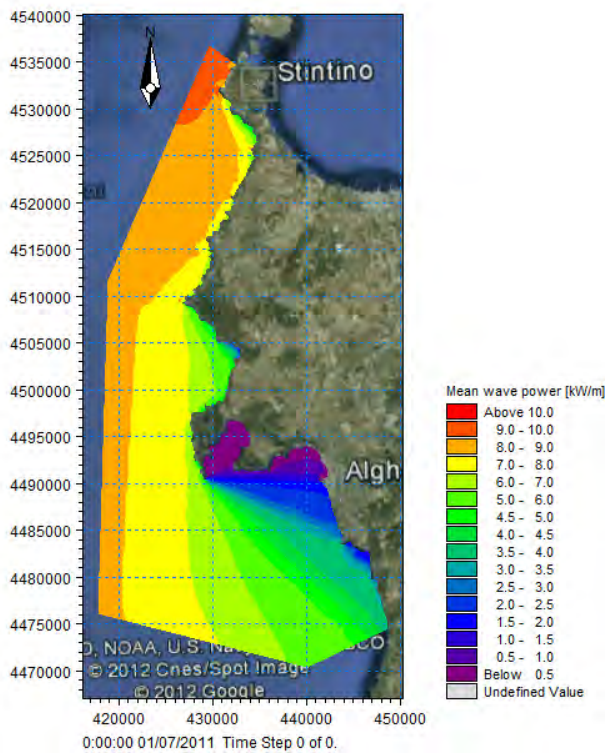 4540000
4535000
4530000
4525000
4520000
4515000
4510000
4505000
4500000
4495000
4490000
4485000
4480000
4475000
4470000
N
Stintino
Algh
NOAA, U.S.
© 2012 Cnes/Spot Image
© 2012 Google
420000 430000 440000 450000
0:00:00 01/07/2011 Time Step 0 of 0.
Mean wave power [kW/m]
Above 10.0
9.0 - 10.0
8.0 - 9.0
7.0 - 8.0
6.0 - 7.0
5.0 - 6.0
4.5 - 5.0
4.0 - 4.5
3.5 - 4.0
3.0 - 3.5
2.5 - 3.0
2.0 - 2.5
1.5 - 2.0
1.0 - 1.5
0.5 - 1.0
Below 0.5
Undefined Value